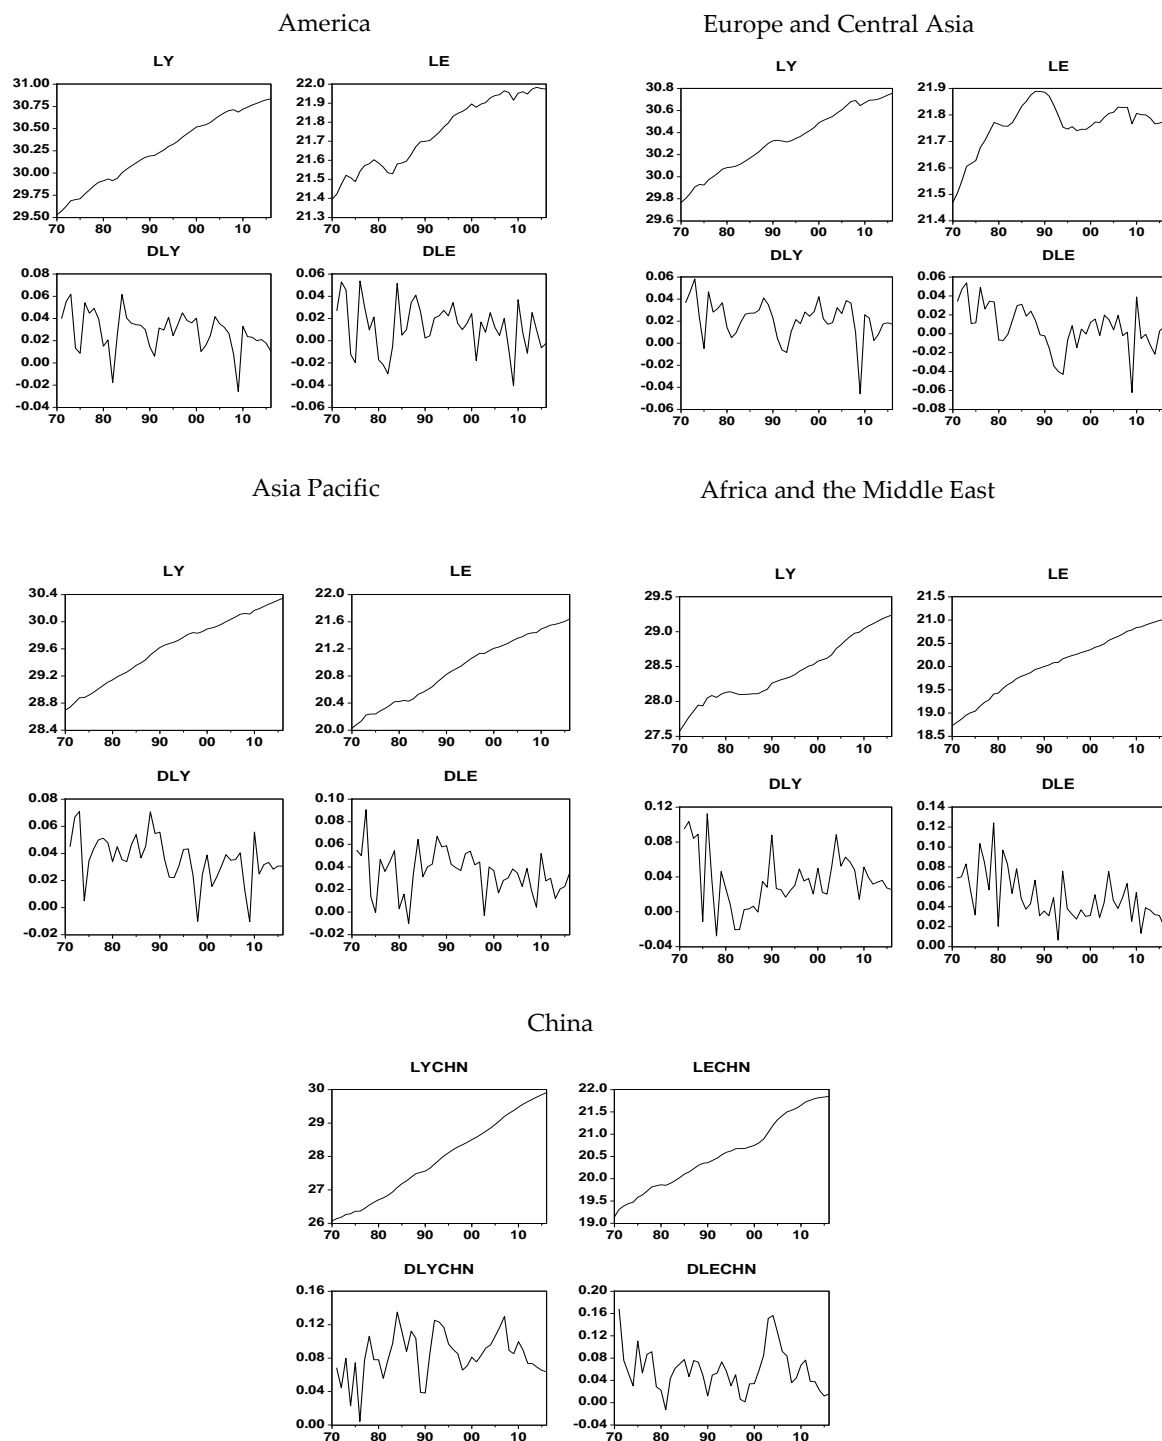 America
Europe and Central Asia
LY
LE
LY
LE
31.00
30.75
30.50
30.25
30.00
29.75
29.50
70 80 90 00 10
22.0
21.9
21.8
21.7
21.6
21.5
21.4
21.3
70 80 90 00 10
30.8
30.6
30.4
30.2
30.0
29.8
29.6
70 80 90 00 10
21.9
21.8
21.7
21.6
21.5
21.4
70 80 90 00 10
DLY
DLE
DLY
DLE
0.08
0.06
0.04
0.02
0.00
-0.02
-0.04
70 80 90 00 10
0.06
0.04
0.02
0.00
-0.02
-0.04
-0.06
70 80 90 00 10
0.06
0.04
0.02
0.00
-0.02
-0.04
-0.06
70 80 90 00 10
0.06
0.04
0.02
0.00
-0.02
-0.04
-0.06
-0.08
70 80 90 00 10
Asia Pacific
Africa and the Middle East
LY
LE
LY
LE
30.4
30.0
29.6
29.2
28.8
28.4
70 80 90 00 10
22.0
21.6
21.2
20.8
20.4
20.0
70 80 90 00 10
29.5
29.0
28.5
28.0
27.5
70 80 90 00 10
21.5
21.0
20.5
20.0
19.5
19.0
18.5
70 80 90 00 10
DLY
DLE
DLY
DLE
0.08
0.06
0.04
0.02
0.00
-0.02
70 80 90 00 10
0.10
0.08
0.06
0.04
0.02
0.00
-0.02
70 80 90 00 10
0.12
0.08
0.04
0.00
-0.04
70 80 90 00 10
0.14
0.12
0.10
0.08
0.06
0.04
0.02
0.00
70 80 90 00 10
China
LYCHN
LECHN
30
29
28
27
26
70 80 90 00 10
22.0
21.5
21.0
20.5
20.0
19.5
19.0
70 80 90 00 10
DLYCHN
DLECHN
0.16
0.12
0.08
0.04
0.00
70 80 90 00 10
0.20
0.16
0.12
0.08
0.04
0.00
-0.04
70 80 90 00 10